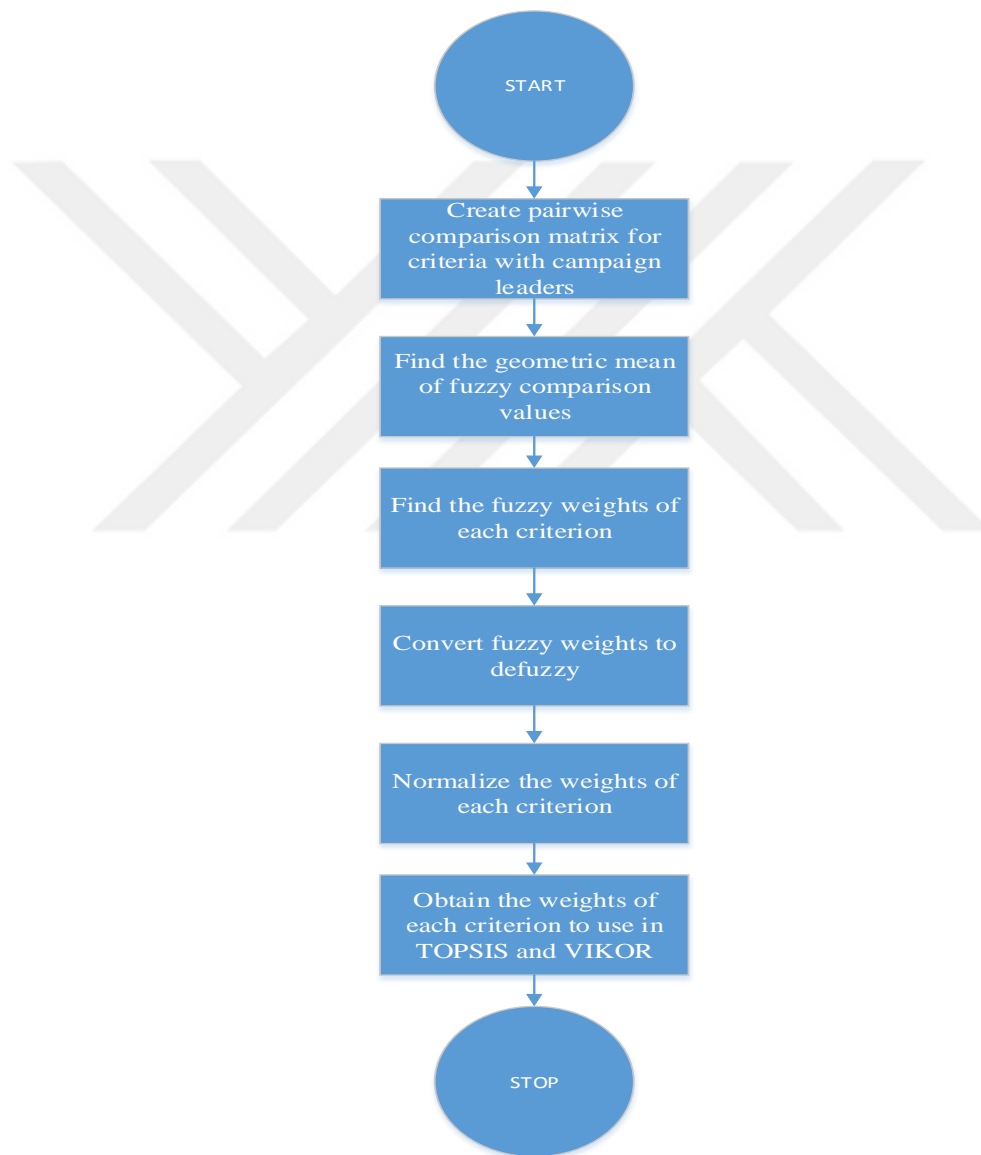 START
Create pairwise
comparison matrix for
criteria with campaign
leaders
Find the geometric mean
of fuzzy comparison
values
Find the fuzzy weights of
each criterion
Convert fuzzy weights to
defuzzy
Normalize the weights of
each criterion
Obtain the weights of
each criterion to use in
TOPSIS and VIKOR
STOP